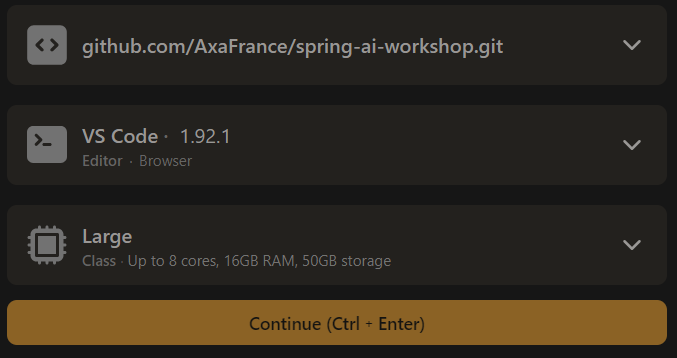 github.com/AxaFrance/spring-ai-workshop.git
VS Code · 1.92.1
Editor · Browser
Large
Class · Up to 8 cores, 16GB RAM, 50GB storage
Continue (Ctrl + Enter)